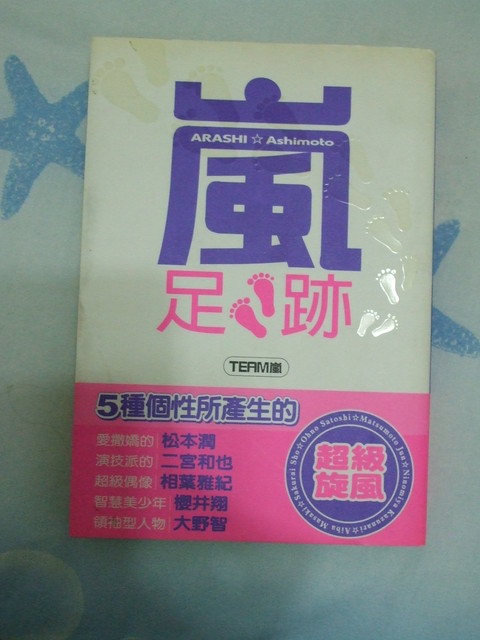 嵐
ARASHI☆Ashimoto
足跡
TEAM嵐
5種個性所產生的
愛撒嬌的 松本潤
演技派的 二宮和也
超級偶像 相葉雅紀
智慧美少年 櫻井翔
領袖型人物 大野智
超級
旋風
Ohno Satoshi☆Matsumoto Jun☆Ninomiya Kazunari☆Aiba Masaki☆Sakurai Sho☆